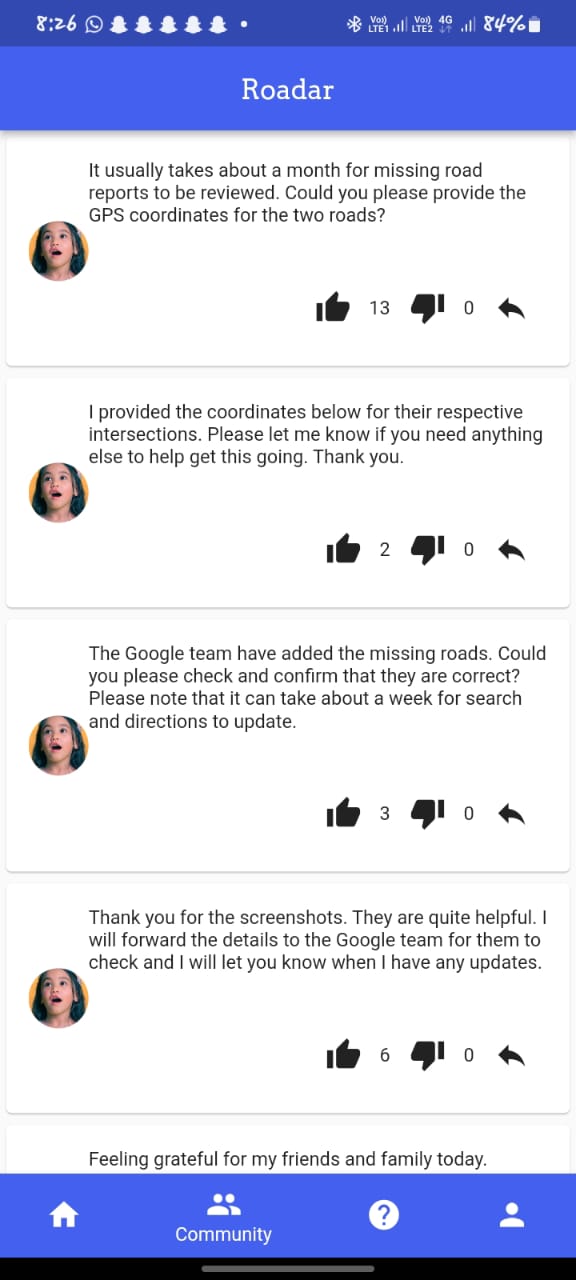 8:26
Vo)) LTE1 Vo)) LTE2 4G 84%
Roadar
It usually takes about a month for missing road
reports to be reviewed. Could you please provide the
GPS coordinates for the two roads?
13 0
I provided the coordinates below for their respective
intersections. Please let me know if you need anything
else to help get this going. Thank you.
2 0
The Google team have added the missing roads. Could
you please check and confirm that they are correct?
Please note that it can take about a week for search
and directions to update.
3 0
Thank you for the screenshots. They are quite helpful. I
will forward the details to the Google team for them to
check and I will let you know when I have any updates.
6 0
Feeling grateful for my friends and family today.
Community